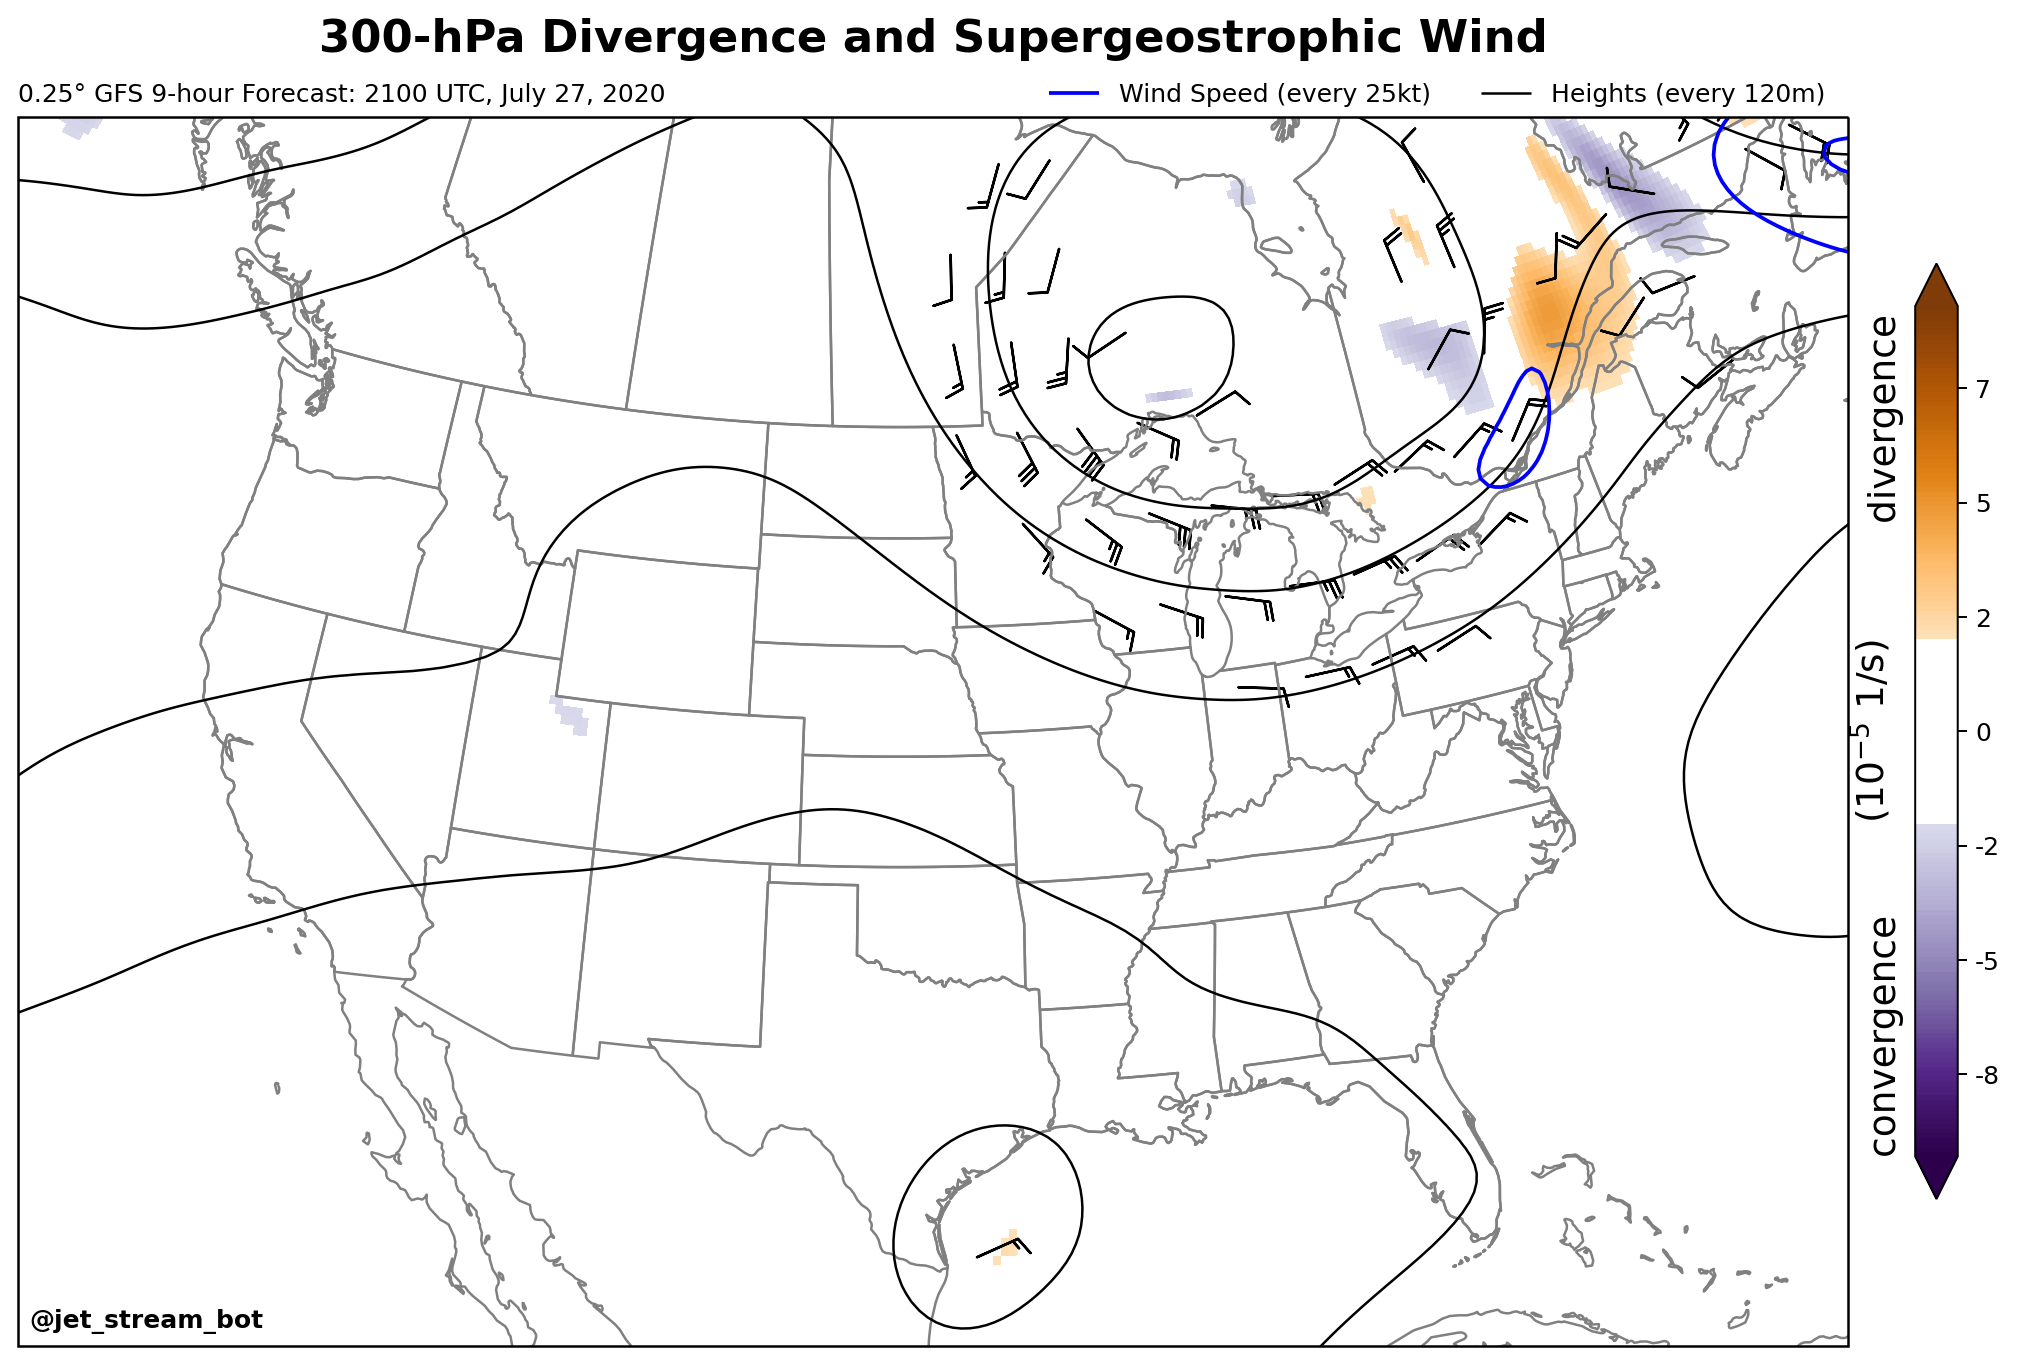 300-hPa Divergence and Supergeostrophic Wind
0.25° GFS 9-hour Forecast: 2100 UTC, July 27, 2020
Wind Speed (every 25kt)
Heights (every 120m)
divergence
(10⁻⁵ 1/s)
convergence
7
5
2
0
-2
-5
-8
@jet_stream_bot